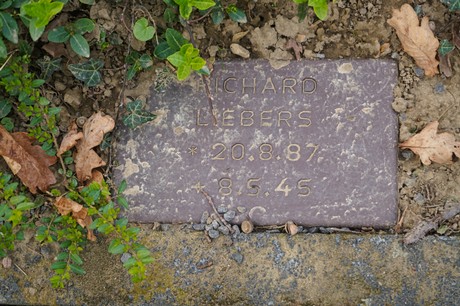 RICHARD
LIEBERS
* 20.8.87
+ 8.5.45